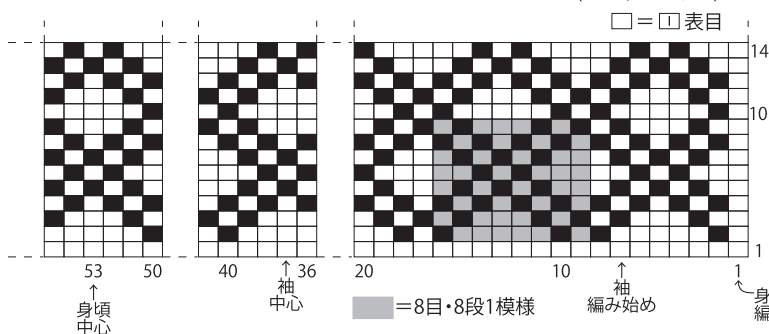 □=□表目
14
10
1
53 50 40 ↑ 36 20 10 ↑ 1
↑ 袖 袖 身
身頃 中心 編み始め 編
中心
=8目・8段1模様